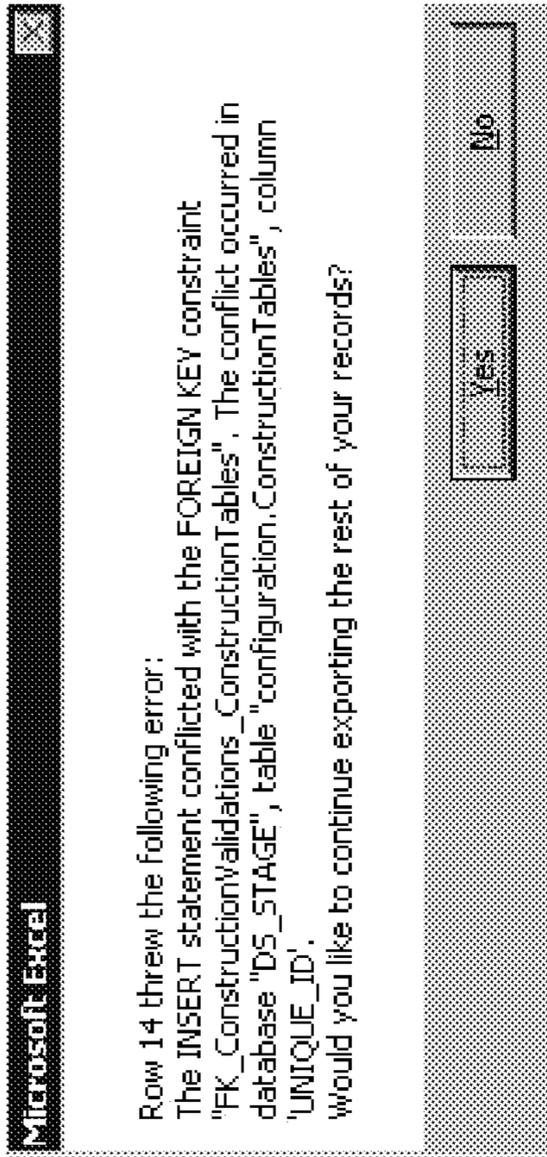 Microsoft Excel
Row 14 threw the following error:
The INSERT statement conflicted with the FOREIGN KEY constraint
"FK_ConstructionValidations_ConstructionTables". The conflict occurred in
database "DS_STAGE", table "configuration.ConstructionTables", column
'UNIQUE_ID'.
Would you like to continue exporting the rest of your records?
Yes
No